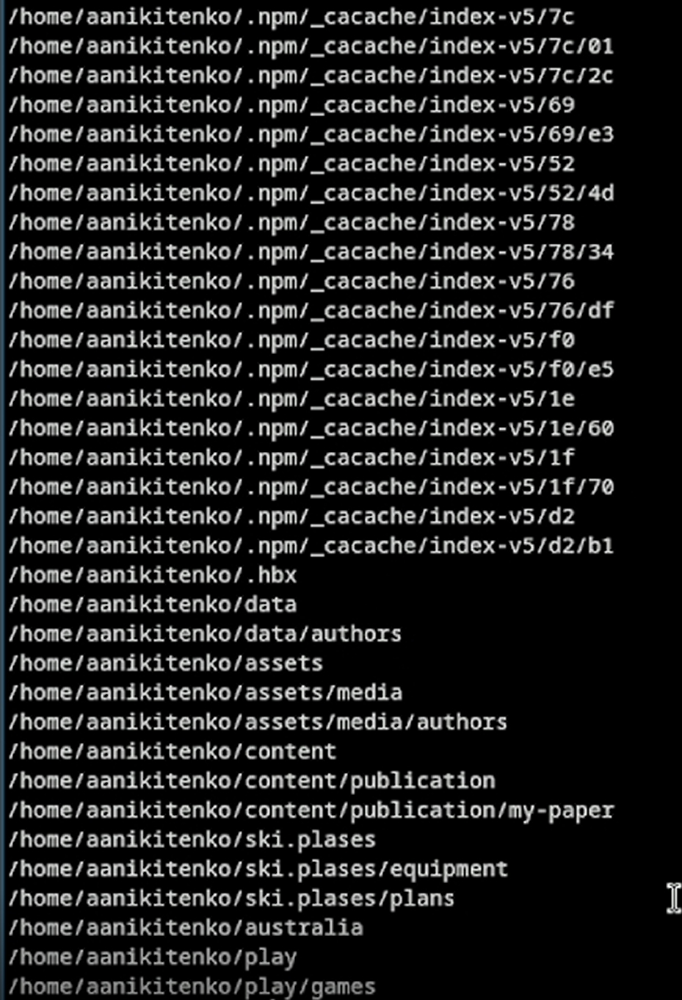 /home/aanikitenko/.npm/_cacache/index-v5/7c
/home/aanikitenko/.npm/_cacache/index-v5/7c/01
/home/aanikitenko/.npm/_cacache/index-v5/7c/2c
/home/aanikitenko/.npm/_cacache/index-v5/69
/home/aanikitenko/.npm/_cacache/index-v5/69/e3
/home/aanikitenko/.npm/_cacache/index-v5/52
/home/aanikitenko/.npm/_cacache/index-v5/52/4d
/home/aanikitenko/.npm/_cacache/index-v5/78
/home/aanikitenko/.npm/_cacache/index-v5/78/34
/home/aanikitenko/.npm/_cacache/index-v5/76
/home/aanikitenko/.npm/_cacache/index-v5/76/df
/home/aanikitenko/.npm/_cacache/index-v5/f0
/home/aanikitenko/.npm/_cacache/index-v5/f0/e5
/home/aanikitenko/.npm/_cacache/index-v5/1e
/home/aanikitenko/.npm/_cacache/index-v5/1e/60
/home/aanikitenko/.npm/_cacache/index-v5/1f
/home/aanikitenko/.npm/_cacache/index-v5/1f/70
/home/aanikitenko/.npm/_cacache/index-v5/d2
/home/aanikitenko/.npm/_cacache/index-v5/d2/b1
/home/aanikitenko/.hbx
/home/aanikitenko/data
/home/aanikitenko/data/authors
/home/aanikitenko/assets
/home/aanikitenko/assets/media
/home/aanikitenko/assets/media/authors
/home/aanikitenko/content
/home/aanikitenko/content/publication
/home/aanikitenko/content/publication/my-paper
/home/aanikitenko/ski.plases
/home/aanikitenko/ski.plases/equipment
/home/aanikitenko/ski.plases/plans
/home/aanikitenko/australia
/home/aanikitenko/play
/home/aanikitenko/play/games